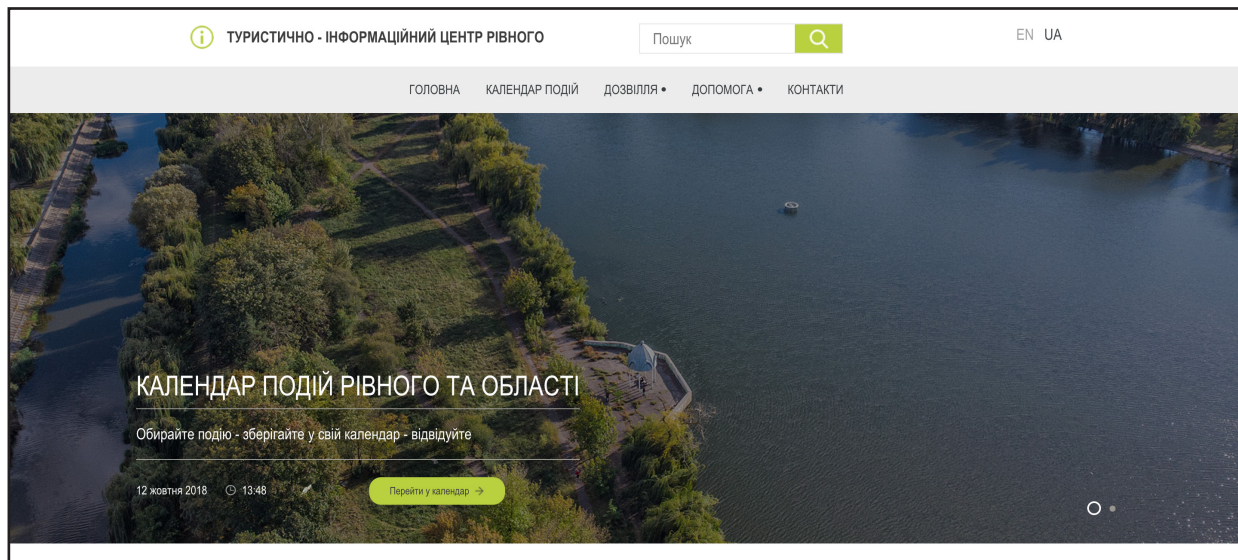 ТУРИСТИЧНО - ІНФОРМАЦІЙНИЙ ЦЕНТР РІВНОГО
Пошук
EN UA
ГОЛОВНА КАЛЕНДАР ПОДІЙ ДОЗВІЛЛЯ • ДОПОМОГА • КОНТАКТИ
КАЛЕНДАР ПОДІЙ РІВНОГО ТА ОБЛАСТІ
Обирайте подію - зберігайте у свій календар - відвідуйте
12 жовтня 2018 13:48 Перейти у календар →